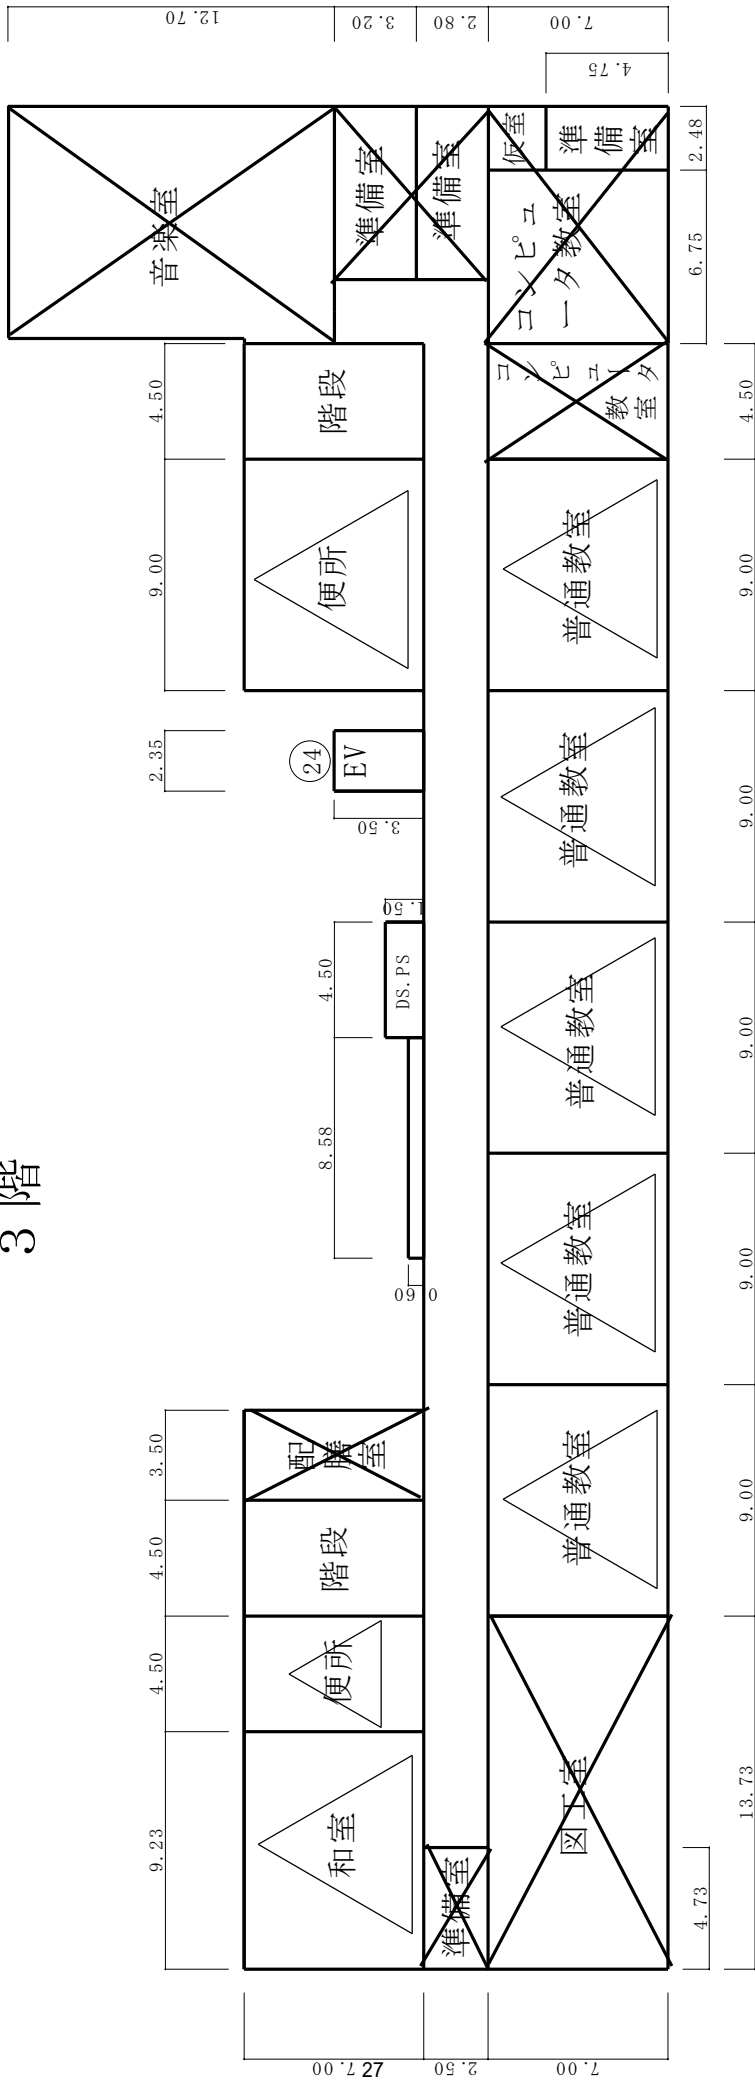 3階
12.70
3.20
2.80
7.00
4.75
音楽室
準備室
準備室
仮室
準備室
2.48
コンピュータ教室
6.75
4.50
階段
コンピュータ教室
4.50
9.00
便所
普通教室
9.00
2.35
24
EV
3.50
普通教室
9.00
1.50
4.50
DS.PS
普通教室
9.00
8.58
0.60
普通教室
9.00
3.50
配膳室
普通教室
9.00
4.50
階段
4.50
便所
9.23
和室
準備室
図工室
13.73
4.73
7.00
2.50
7.00
27